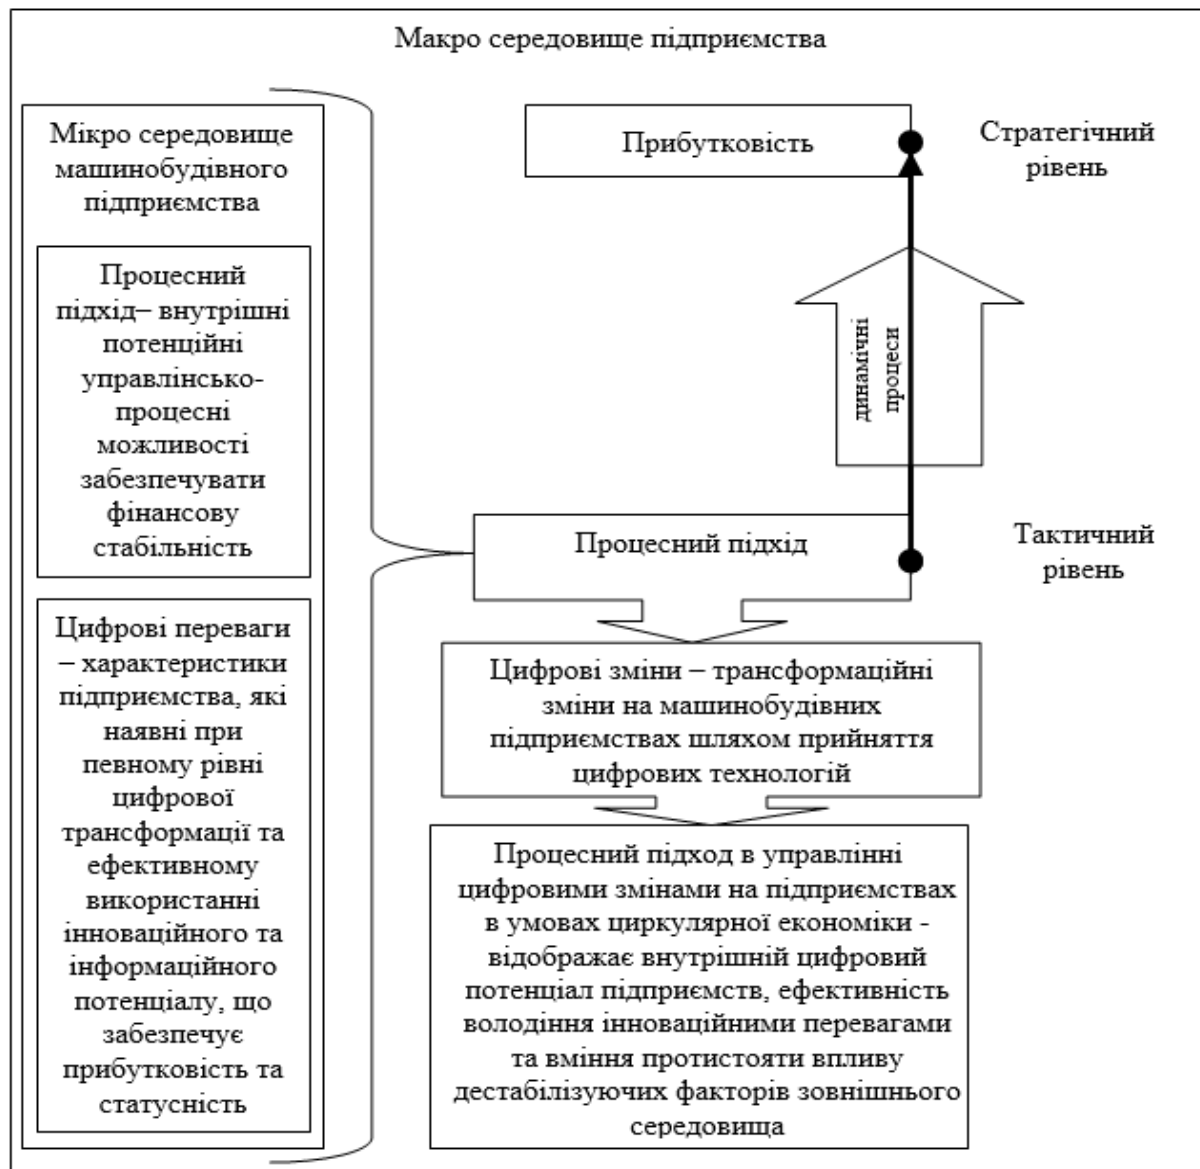 Макро середовище підприємства
Мікро середовище
машинобудівного
підприємства
Процесний
підхід– внутрішні
потенційні
управлінсько-
процесні
можливості
забезпечувати
фінансову
стабільність
Цифрові переваги
– характеристики
підприємства, які
наявні при
певному рівні
цифрової
трансформації та
ефективному
використанні
інноваційного та
інформаційного
потенціалу, що
забезпечує
прибутковість та
статусність
Прибутковість
Стратегічний
рівень
динамічні
процеси
Процесний підхід
Тактичний
рівень
Цифрові зміни – трансформаційні
зміни на машинобудівних
підприємствах шляхом прийняття
цифрових технологій
Процесний підход в управлінні
цифровими змінами на підприємствах
в умовах циркулярної економіки -
відображає внутрішній цифровий
потенціал підприємств, ефективність
володіння інноваційними перевагами
та вміння протистояти впливу
дестабілізуючих факторів зовнішнього
середовища